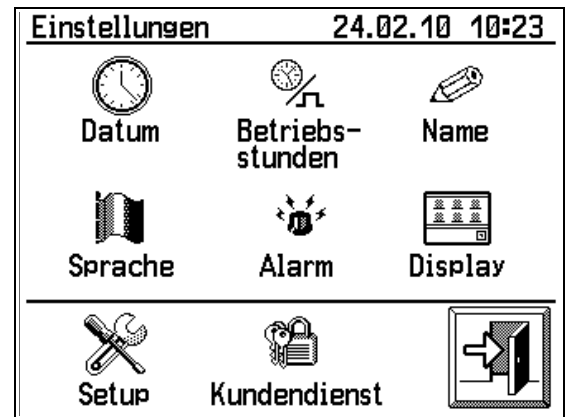 Einstellungen 24.02.10 10:23
Datum Betriebs- Name
stunden
Sprache Alarm Display
Setup Kundendienst